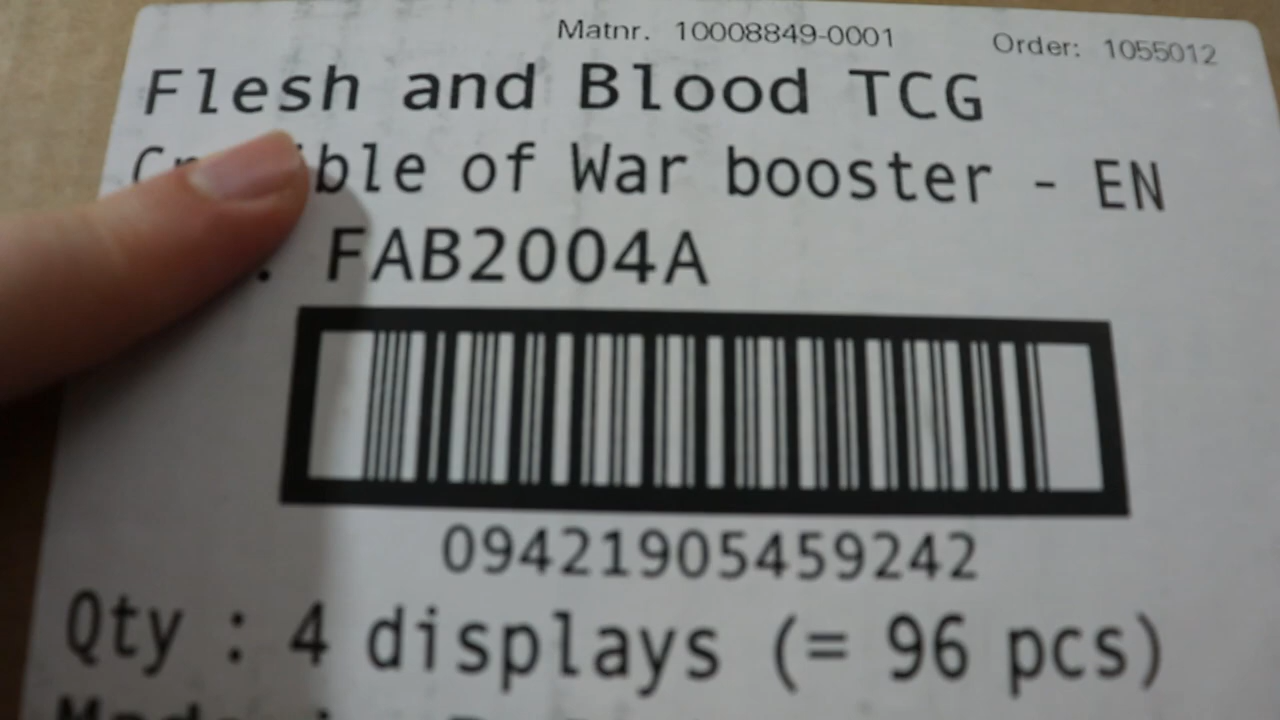 Matnr. 10008849-0001 Order: 1055012
Flesh and Blood TCG
of War booster - EN
. FAB2004A
09421905459242
Qty : 4 displays (= 96 pcs)